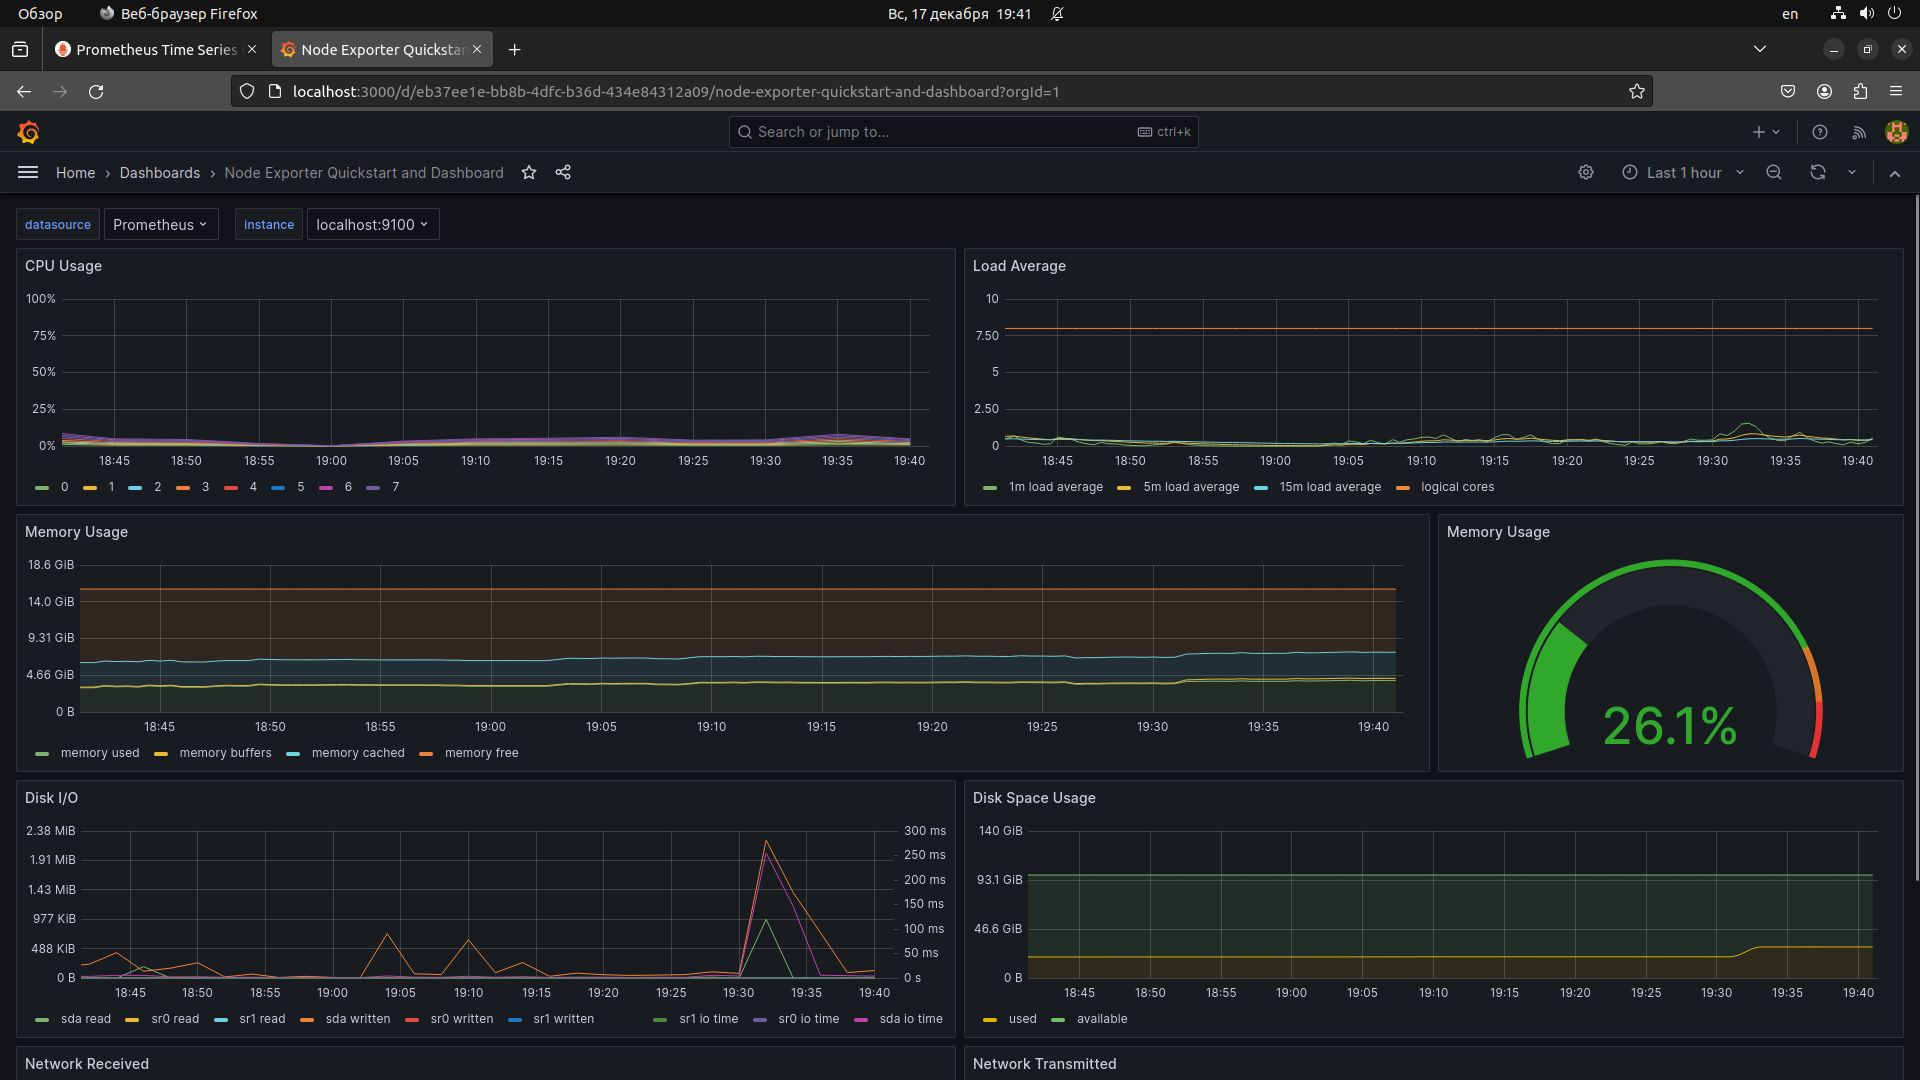 Обзор Веб-браузер Firefox Вс, 17 декабря 19:41 en
Prometheus Time Series Node Exporter Quickstar
localhost:3000/d/eb37ee1e-bb8b-4dfc-b36d-434e84312a09/node-exporter-quickstart-and-dashboard?orgId=1
Search or jump to... ctrl+k
Home › Dashboards › Node Exporter Quickstart and Dashboard Last 1 hour
datasource Prometheus instance localhost:9100
CPU Usage
100%
75%
50%
25%
0%
18:45 18:50 18:55 19:00 19:05 19:10 19:15 19:20 19:25 19:30 19:35 19:40
0 1 2 3 4 5 6 7
Load Average
10
7.50
5
2.50
0
18:45 18:50 18:55 19:00 19:05 19:10 19:15 19:20 19:25 19:30 19:35 19:40
1m load average 5m load average 15m load average logical cores
Memory Usage
18.6 GiB
14.0 GiB
9.31 GiB
4.66 GiB
0 B
18:45 18:50 18:55 19:00 19:05 19:10 19:15 19:20 19:25 19:30 19:35 19:40
memory used memory buffers memory cached memory free
Memory Usage
26.1%
Disk I/O
2.38 MiB 300 ms
1.91 MiB 250 ms
1.43 MiB 200 ms
977 KiB 150 ms
488 KiB 100 ms
0 B 50 ms
0 s
18:45 18:50 18:55 19:00 19:05 19:10 19:15 19:20 19:25 19:30 19:35 19:40
sda read sr0 read sr1 read sda written sr0 written sr1 written sr1 io time sr0 io time sda io time
Disk Space Usage
140 GiB
93.1 GiB
46.6 GiB
0 B
18:45 18:50 18:55 19:00 19:05 19:10 19:15 19:20 19:25 19:30 19:35 19:40
used available
Network Received
Network Transmitted